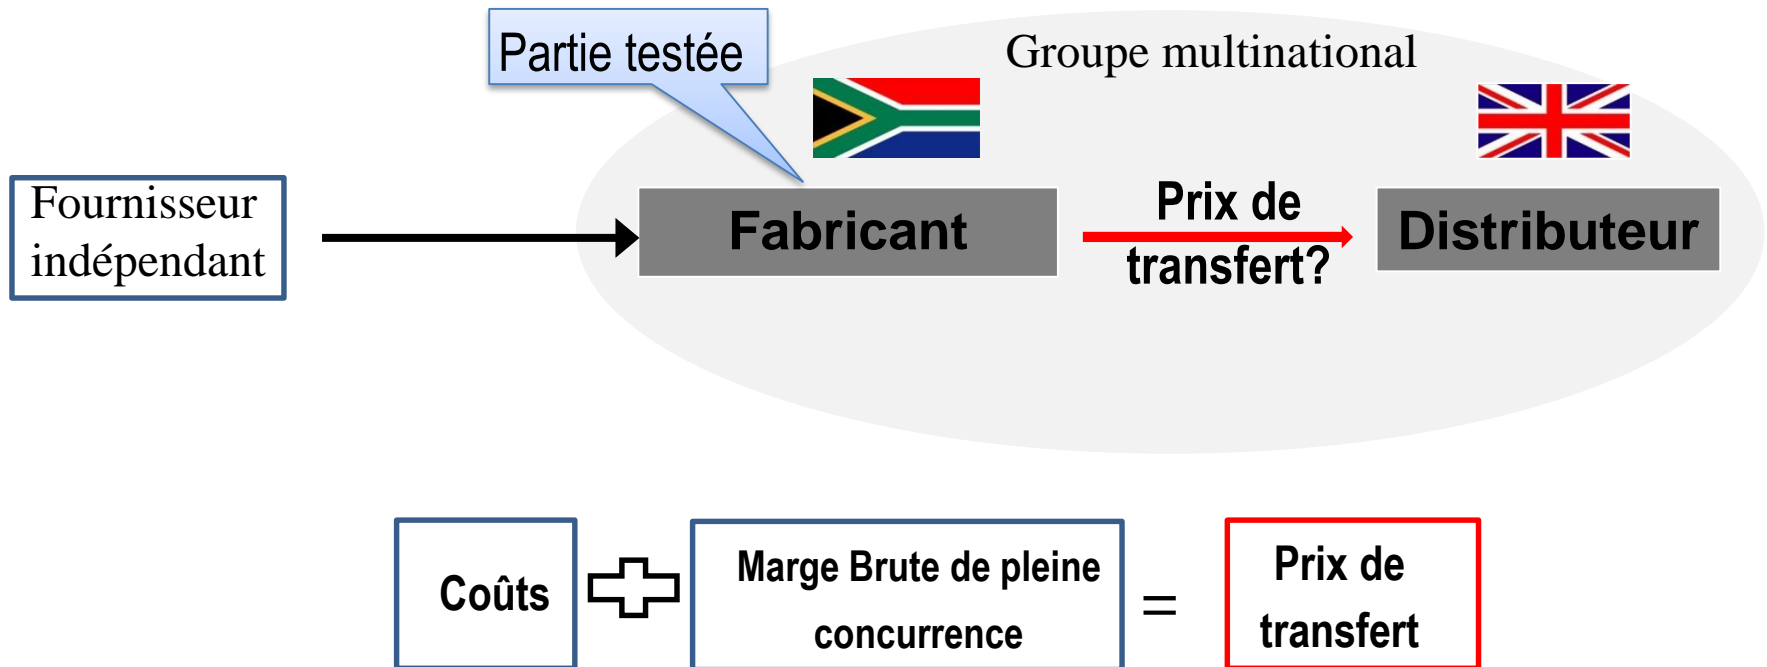 Partie testée
Groupe multinational
Fournisseur
indépendant
Fabricant
Prix de
transfert?
Distributeur
Coûts
Marge Brute de pleine
concurrence
=
Prix de
transfert